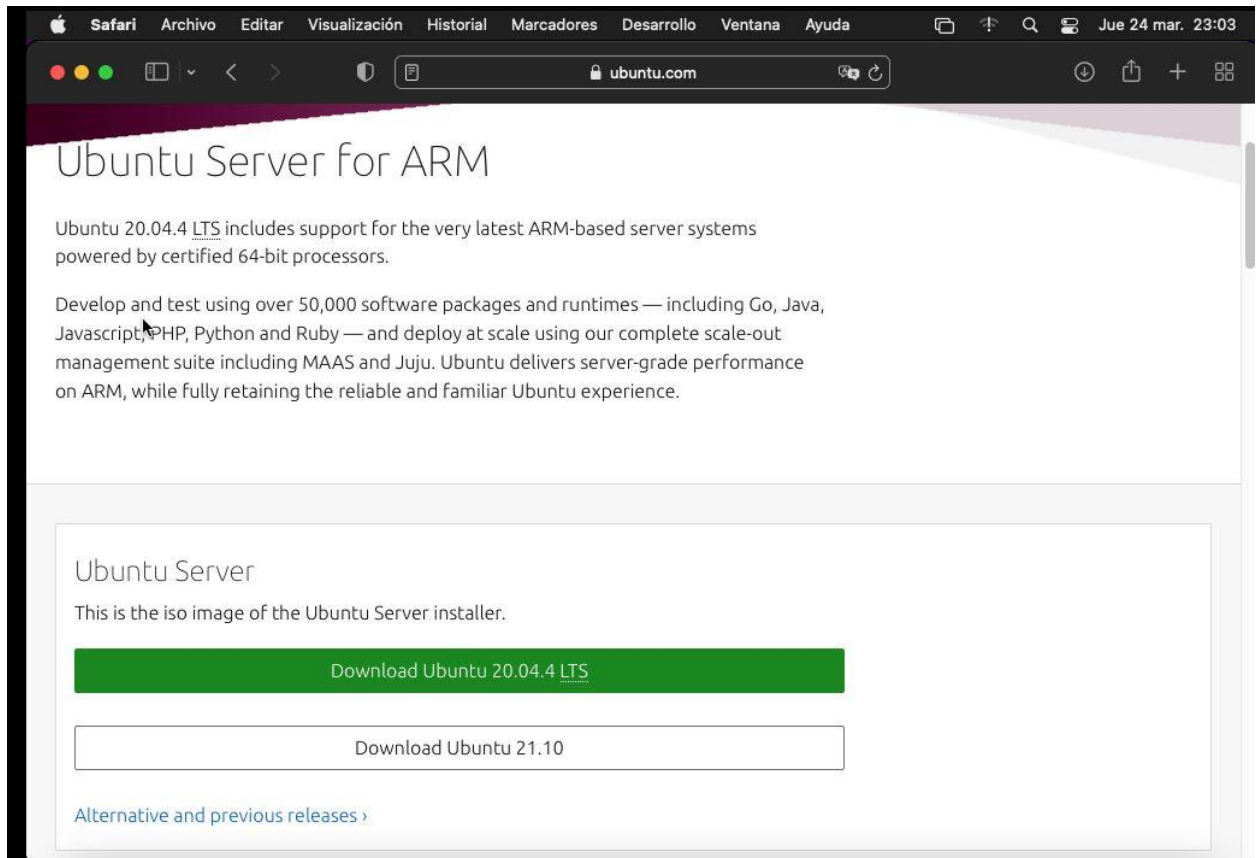 Safari Archivo Editar Visualización Historial Marcadores Desarrollo Ventana Ayuda Jue 24 mar. 23:03
ubuntu.com
Ubuntu Server for ARM
Ubuntu 20.04.4 LTS includes support for the very latest ARM-based server systems
powered by certified 64-bit processors.
Develop and test using over 50,000 software packages and runtimes — including Go, Java,
Javascript, PHP, Python and Ruby — and deploy at scale using our complete scale-out
management suite including MAAS and Juju. Ubuntu delivers server-grade performance
on ARM, while fully retaining the reliable and familiar Ubuntu experience.
Ubuntu Server
This is the iso image of the Ubuntu Server installer.
Download Ubuntu 20.04.4 LTS
Download Ubuntu 21.10
Alternative and previous releases ›